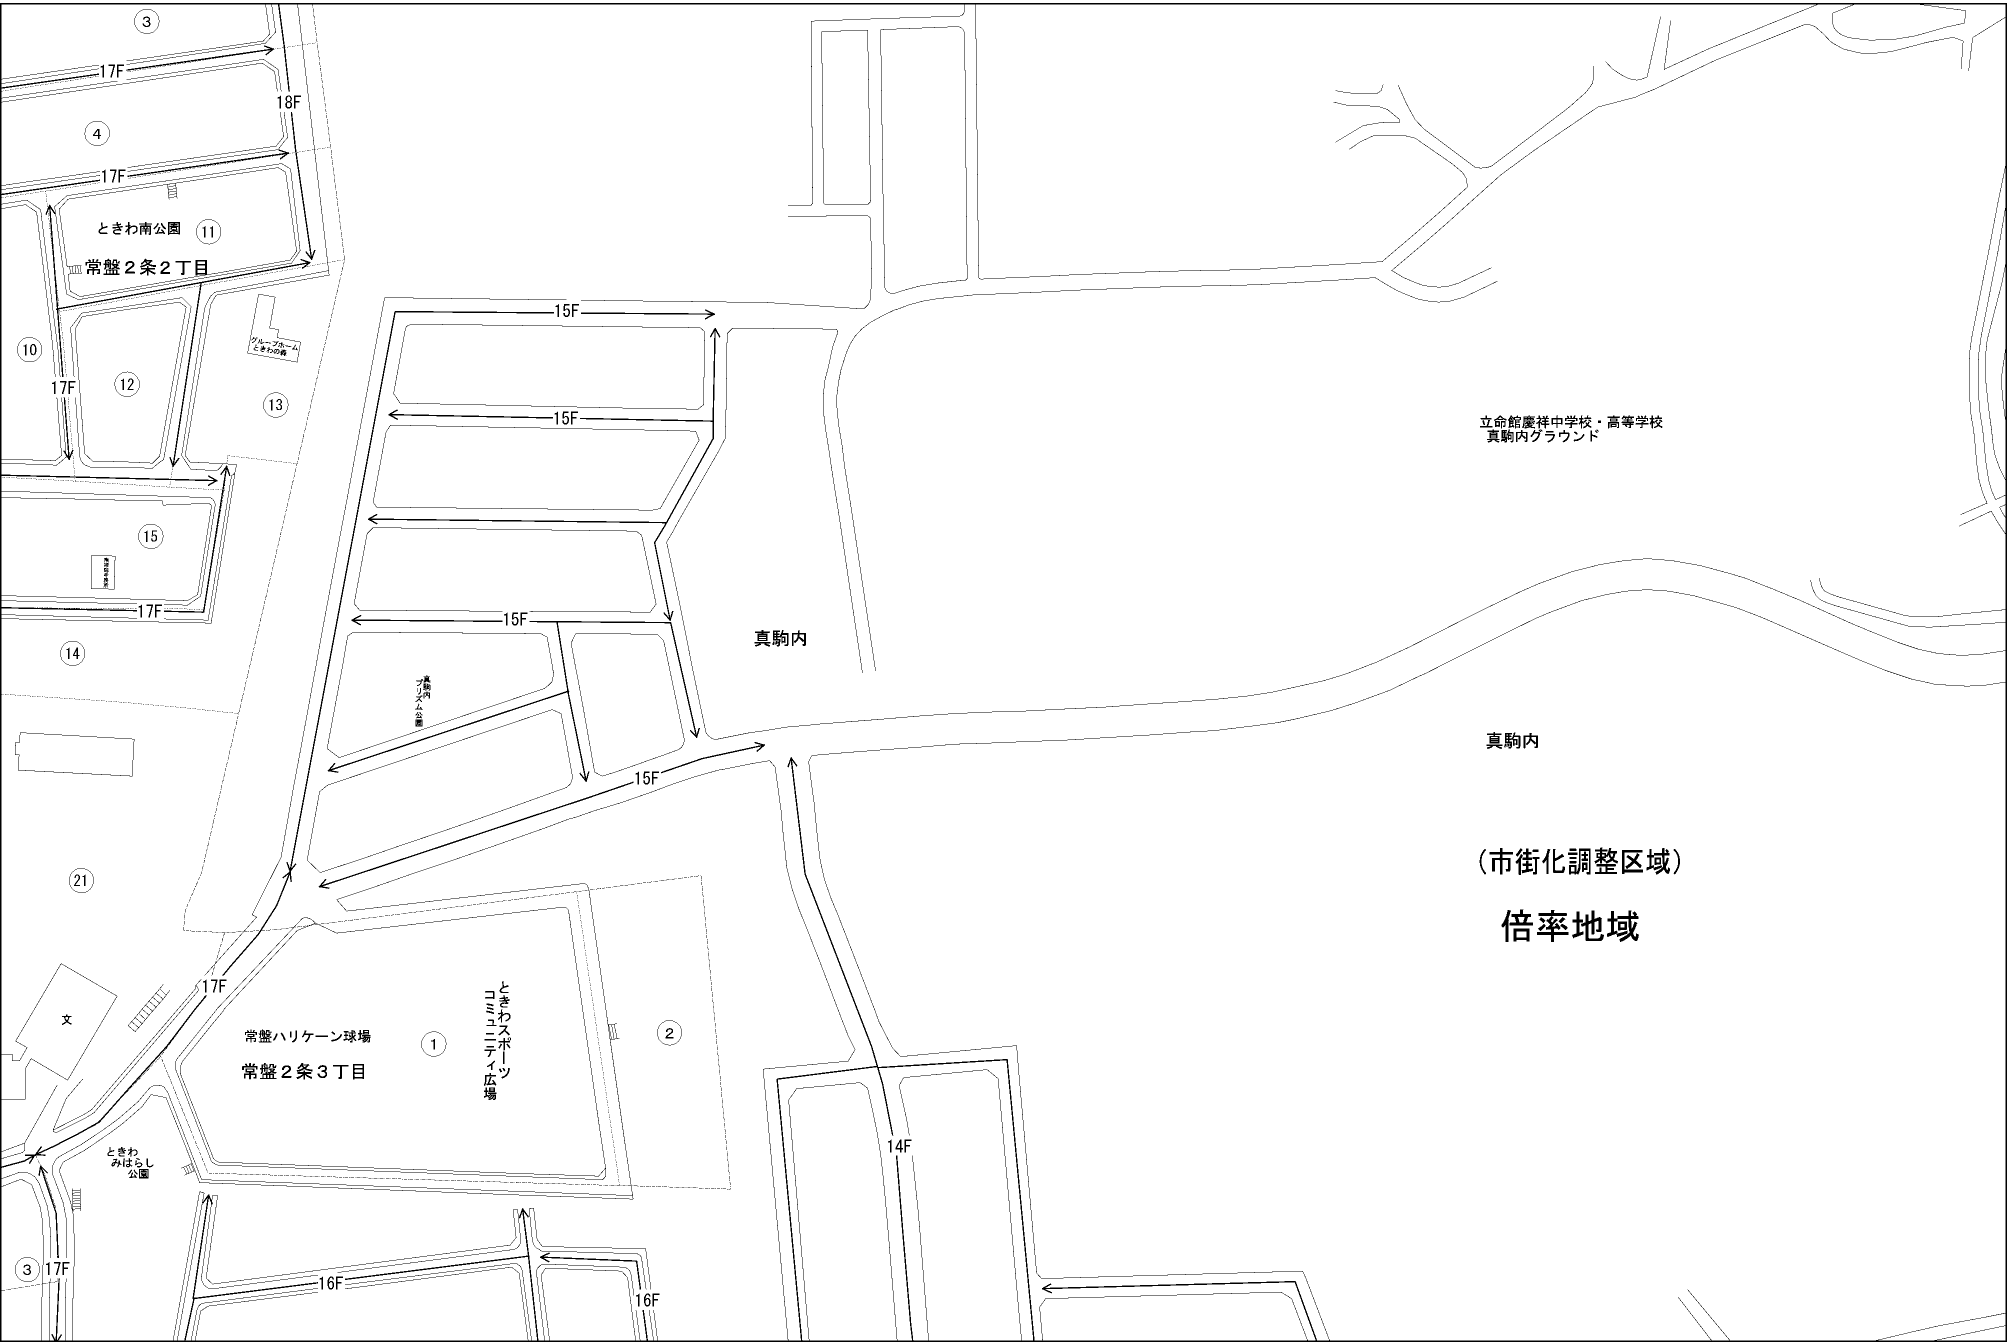 ③
17F
18F
④
17F
ときわ南公園
⑪
常盤２条２丁目
15F
グループホーム
ときわの森
⑩
17F
⑫
⑬
15F
立命館慶祥中学校・高等学校
真駒内グラウンド
⑮
17F
15F
真駒内
⑭
真駒内
プリズム公園
真駒内
15F
(市街化調整区域)
倍率地域
㉑
17F
文
常盤ハリケーン球場
①
ときわスポーツ
コミュニティ広場
②
常盤２条３丁目
14F
ときわ
みはらし
公園
③
17F
16F
16F